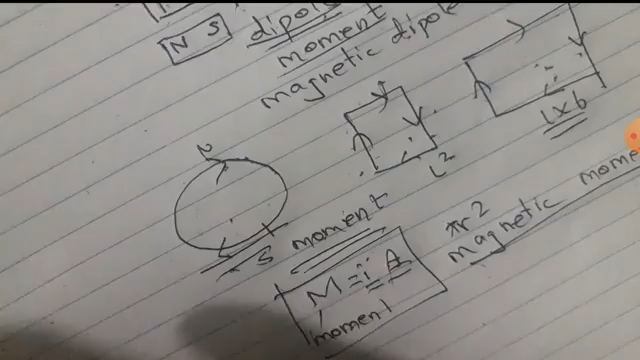 N S
dipole
moment
magnetic dipole
L²
L×b
N
S
moment
πr²
magnetic mome
M = i A
moment